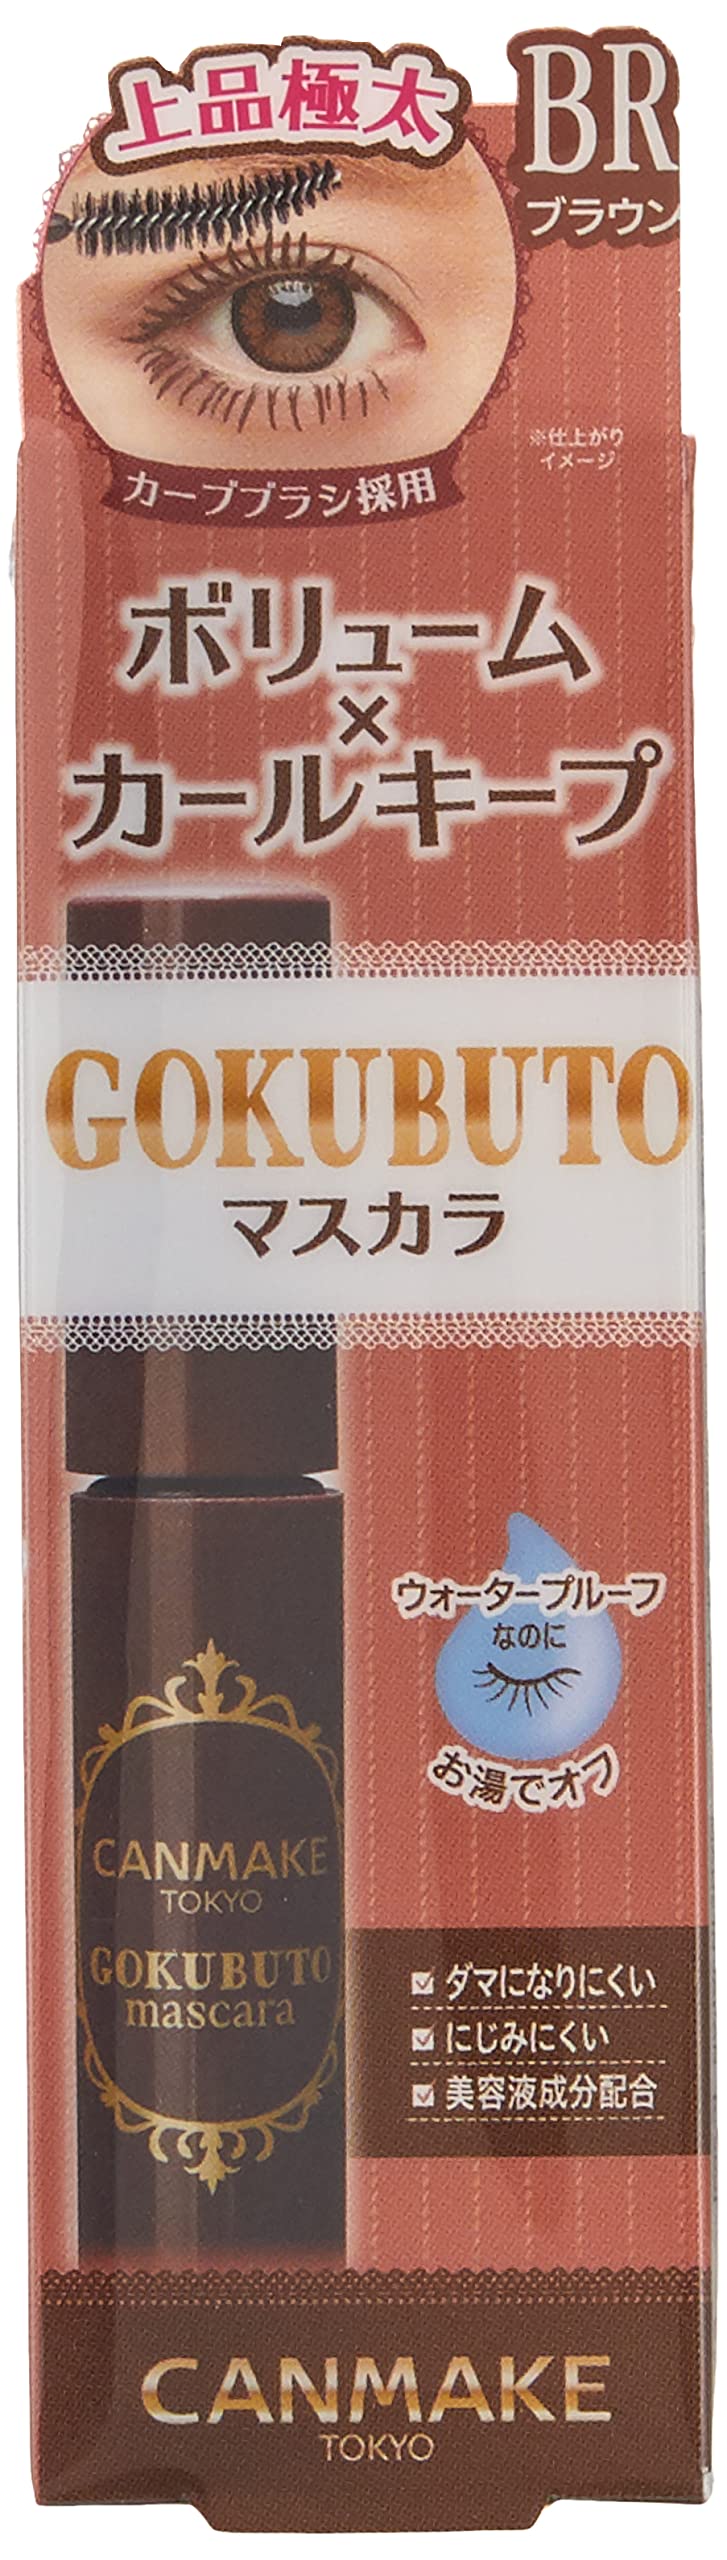 上品極太
BR
ブラウン
※仕上がり
イメージ
カーブブラシ採用
ボリューム
×
カールキープ
GOKUBUTO
マスカラ
ウォータープルーフ
なのに
お湯でオフ
CANMAKE
TOKYO
GOKUBUTO
mascara
ダマになりにくい
にじみにくい
美容液成分配合
CANMAKE
TOKYO